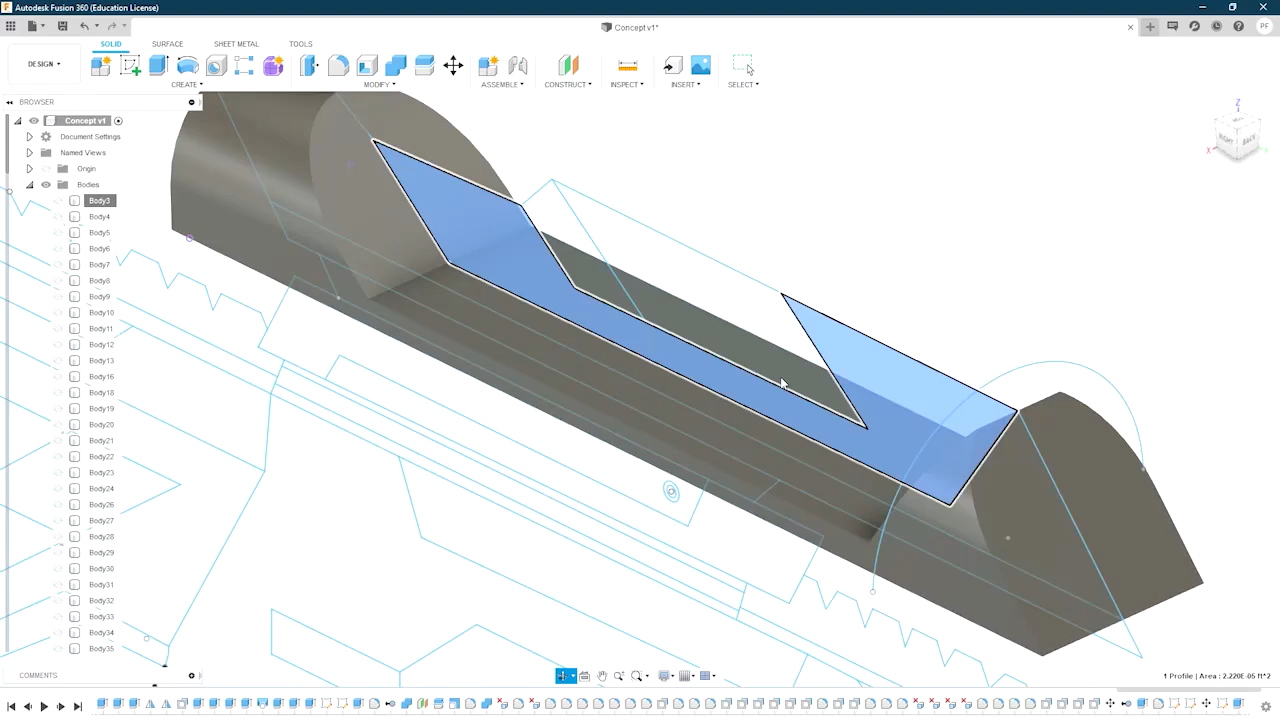 Autodesk Fusion 360 (Education License)
Concept v1*
PF
SOLID SURFACE SHEET METAL TOOLS
DESIGN
CREATE MODIFY ASSEMBLE CONSTRUCT INSPECT INSERT SELECT
BROWSER
Concept v1
Document Settings
Named Views
Origin
Bodies
Body3
Body4
Body5
Body6
Body7
Body8
Body9
Body10
Body11
Body12
Body13
Body16
Body18
Body19
Body20
Body21
Body22
Body23
Body24
Body26
Body27
Body28
Body29
Body30
Body31
Body32
Body33
Body34
Body35
Z
X
RIGHT
BACK
COMMENTS
1 Profile | Area : 2.220E-05 ft^2